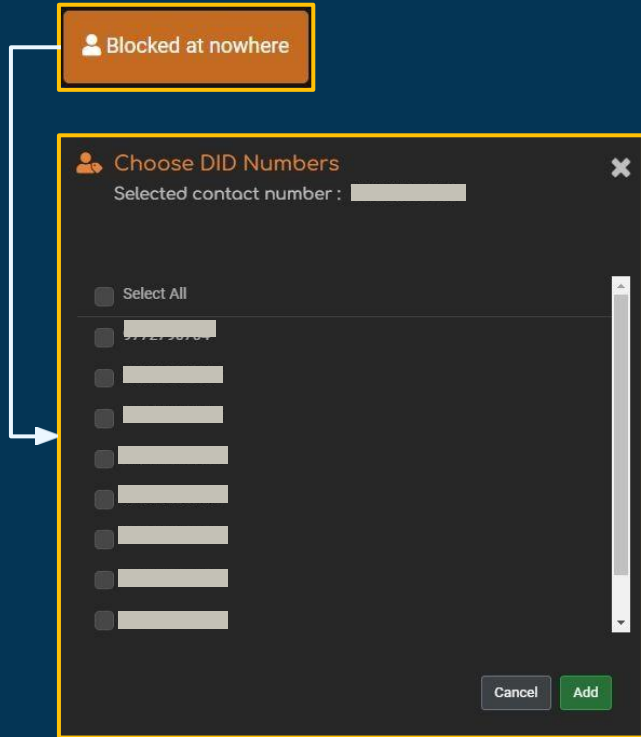 Blocked at nowhere
Choose DID Numbers
Selected contact number :
Select All
Cancel
Add